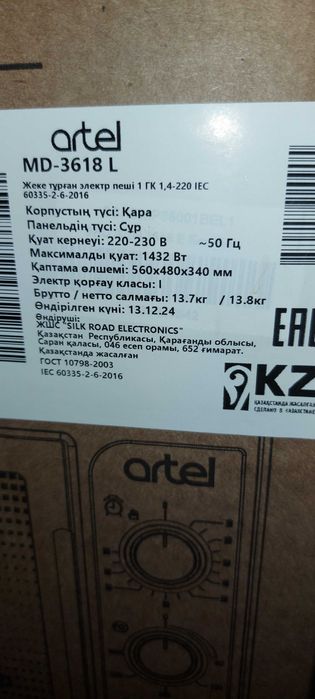 artel
MD-3618 L
Жеке тұрған электр пеші 1 ГК 1,4-220 IEC
60335-2-6-2016
Корпустың түсі: Қара
Панельдің түсі: Сұр
Қуат кернеуі: 220-230 В ~50 Гц
Максималды қуат: 1432 Вт
Қаптама өлшемі: 560х480х340 мм
Электр қорғау класы: I
Брутто / нетто салмағы: 13.7кг / 13.8кг
Өндірілген күні: 13.12.24
Өндіруші:
ЖШС "SILK ROAD ELECTRONICS"
Қазақстан Республикасы, Қарағанды облысы,
Саран қаласы, 046 есеп орамы, 652 ғимарат.
Қазақстанда жасалған
ГОСТ 10798-2003
IEC 60335-2-6-2016
EAC
KZ
ҚАЗАҚСТАНДА ЖАСАЛҒАН
СДЕЛАНО В КАЗАХСТАНЕ
artel